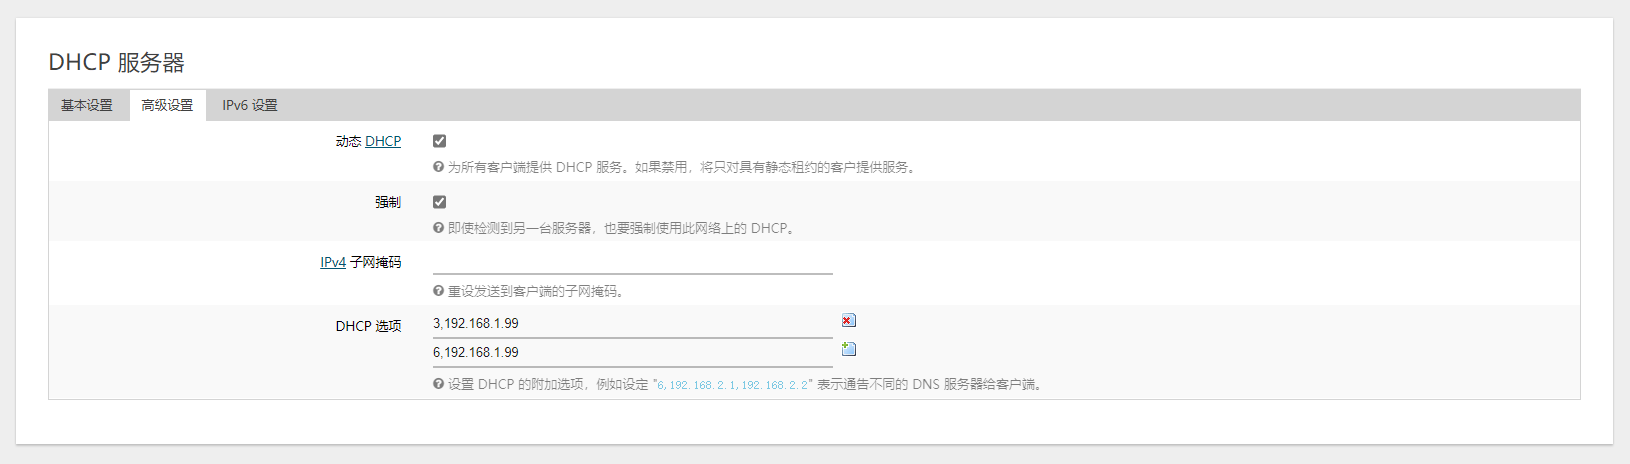 DHCP 服务器
基本设置 高级设置 IPv6 设置
动态 DHCP
为所有客户端提供 DHCP 服务。如果禁用，将只对具有静态租约的客户提供服务。
强制
即使检测到另一台服务器，也要强制使用此网络上的 DHCP。
IPv4 子网掩码
重设发送到客户端的子网掩码。
DHCP 选项 3,192.168.1.99
6,192.168.1.99
设置 DHCP 的附加选项，例如设定 "6,192.168.2.1,192.168.2.2" 表示通告不同的 DNS 服务器给客户端。